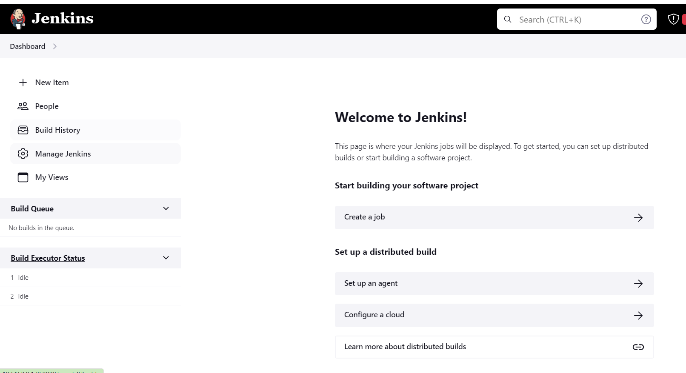 Jenkins
Search (CTRL+K)
Dashboard
New Item
People
Build History
Manage Jenkins
My Views
Build Queue
No builds in the queue.
Build Executor Status
1 Idle
2 Idle
Welcome to Jenkins!
This page is where your Jenkins jobs will be displayed. To get started, you can set up distributed
builds or start building a software project.
Start building your software project
Create a job
Set up a distributed build
Set up an agent
Configure a cloud
Learn more about distributed builds